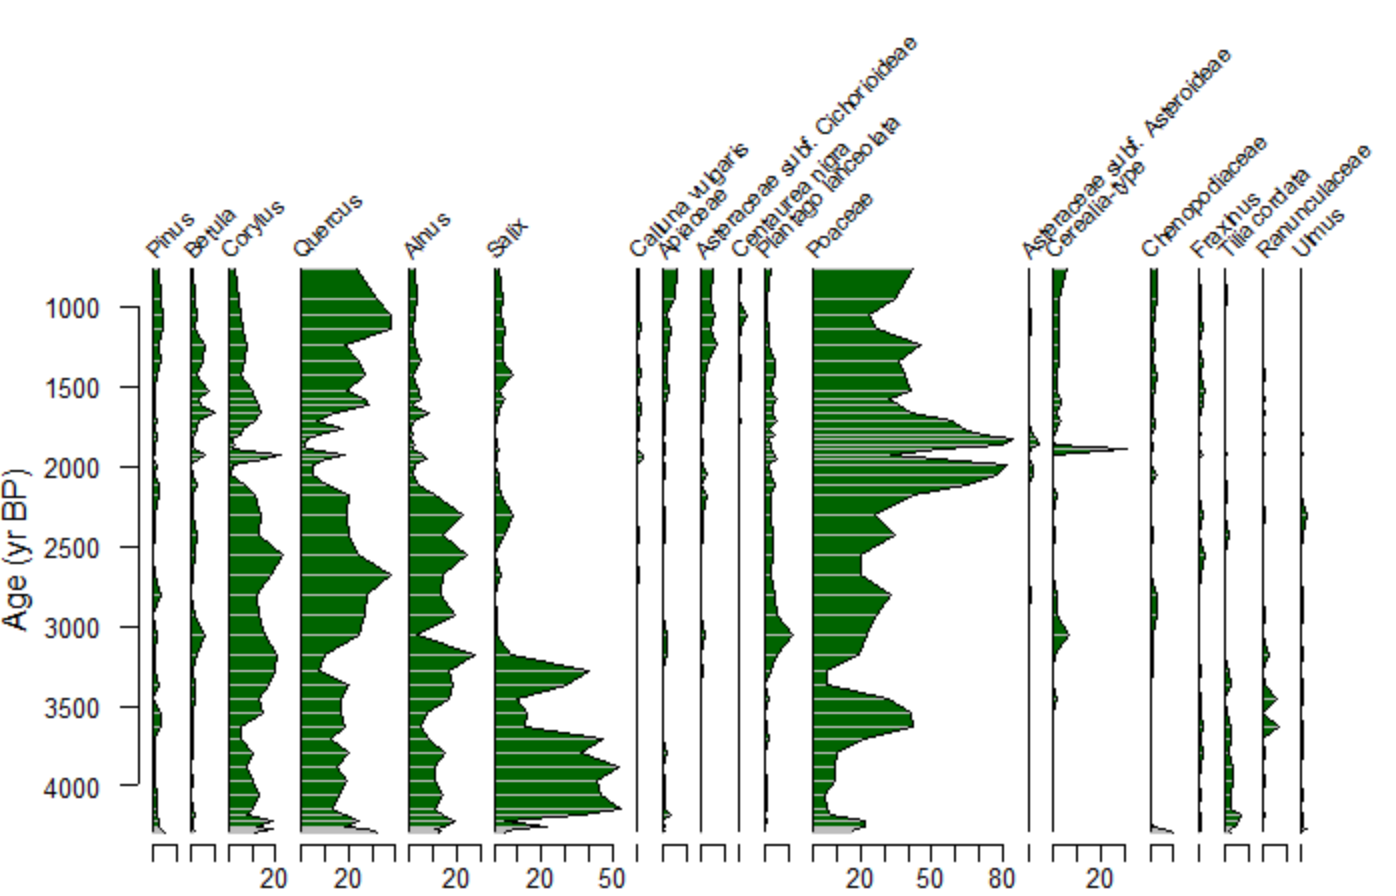 Pinus
Betula
Corylus
Quercus
Alnus
Salix
Calluna vulgaris
Apiaceae
Asteraceae subf. Cichorioideae
Centaurea nigra
Plantago lanceolata
Poaceae
Asteraceae subf. Asteroideae
Cerealia-type
Chenopodiaceae
Fraxinus
Tilia cordata
Ranunculaceae
Ulmus
Age (yr BP)
1000
1500
2000
2500
3000
3500
4000
20 20 20 20 50 20 50 80 20